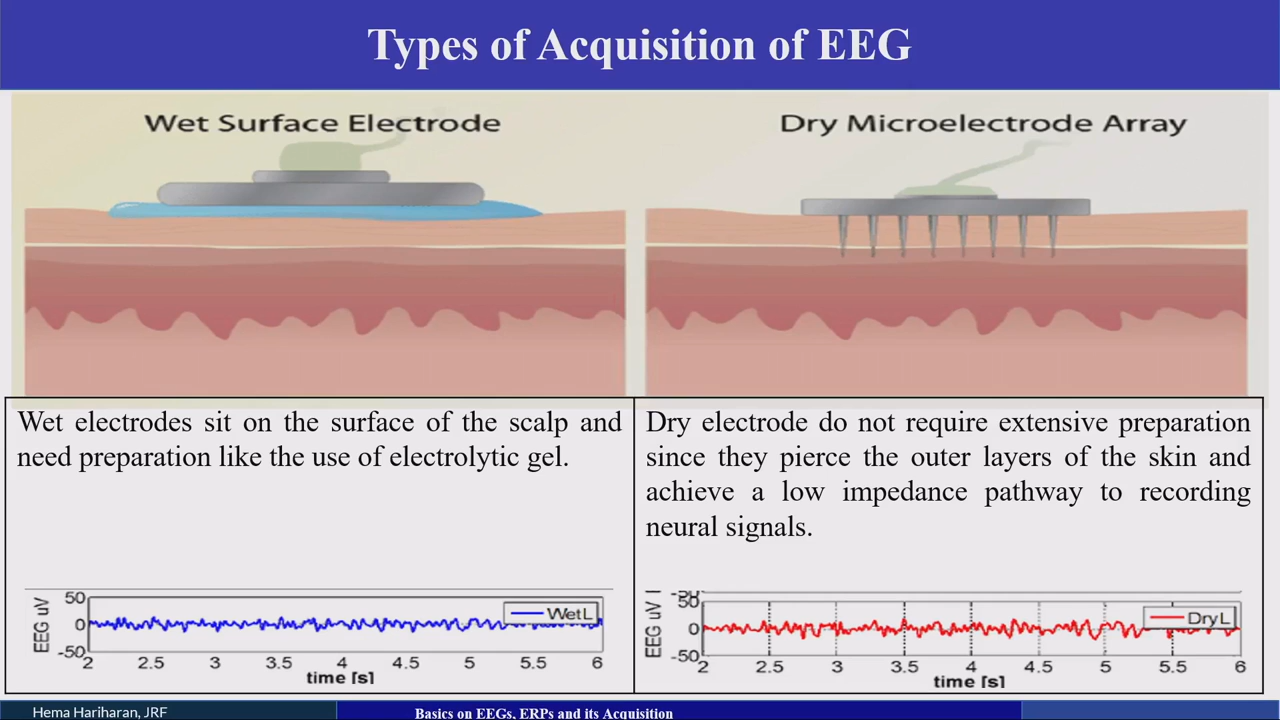 Types of Acquisition of EEG
Wet Surface Electrode
Dry Microelectrode Array
Wet electrodes sit on the surface of the scalp and
need preparation like the use of electrolytic gel.
Dry electrode do not require extensive preparation
since they pierce the outer layers of the skin and
achieve a low impedance pathway to recording
neural signals.
EEG uV
50
0
-50
WetL
2 2.5 3 3.5 4 4.5 5 5.5 6
time [s]
EEG uV
-50
50
0
-50
DryL
2 2.5 3 3.5 4 4.5 5 5.5 6
time [s]
Hema Hariharan, JRF
Basics on EEGs, ERPs and its Acquisition